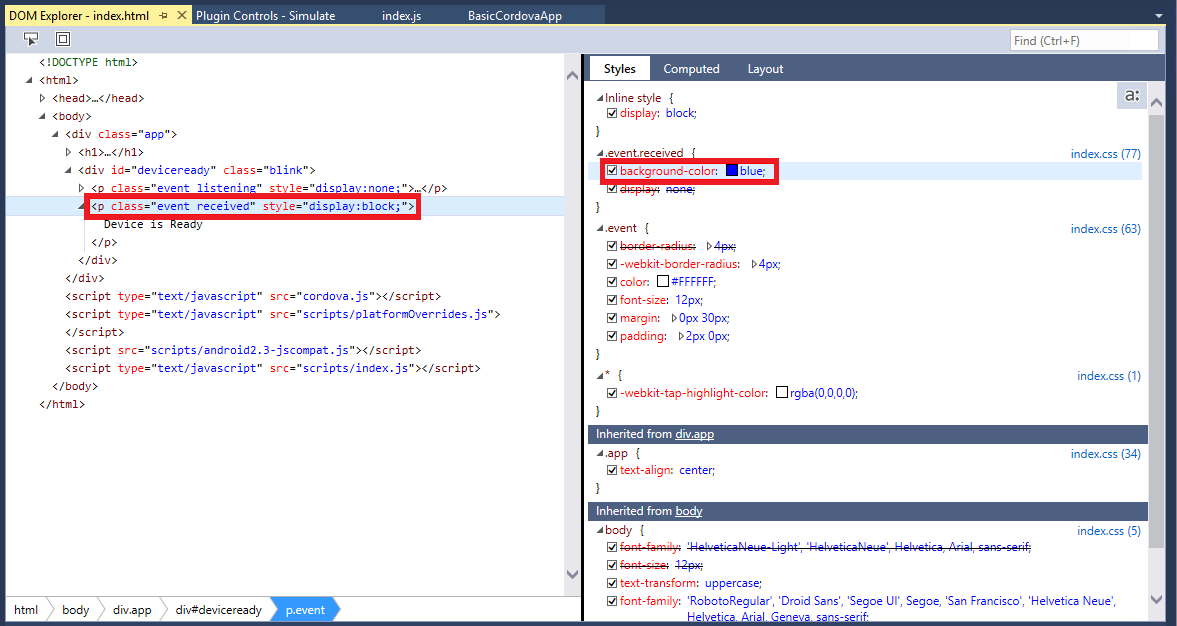 DOM Explorer - index.html
Plugin Controls - Simulate
index.js
BasicCordovaApp
Find (Ctrl+F)
<!DOCTYPE html>
<html>
<head>…</head>
<body>
<div class="app">
<h1>…</h1>
<div id="deviceready" class="blink">
<p class="event listening" style="display:none;">…</p>
<p class="event received" style="display:block;">
Device is Ready
</p>
</div>
</div>
<script type="text/javascript" src="cordova.js"></script>
<script type="text/javascript" src="scripts/platformOverrides.js">
</script>
<script src="scripts/android2.3-jscompat.js"></script>
<script type="text/javascript" src="scripts/index.js"></script>
</body>
</html>
html
body
div.app
div#deviceready
p.event
Styles
Computed
Layout
a:
Inline style {
display: block;
}
.event.received { index.css (77)
background-color: blue;
display: none;
}
.event { index.css (63)
border-radius: 4px;
-webkit-border-radius: 4px;
color: #FFFFFF;
font-size: 12px;
margin: 0px 30px;
padding: 2px 0px;
}
* { index.css (1)
-webkit-tap-highlight-color: rgba(0,0,0,0);
}
Inherited from div.app
.app { index.css (34)
text-align: center;
}
Inherited from body
body { index.css (5)
font-family: 'HelveticaNeue-Light', 'HelveticaNeue', Helvetica, Arial, sans-serif;
font-size: 12px;
text-transform: uppercase;
font-family: 'RobotoRegular', 'Droid Sans', 'Segoe UI', Segoe, 'San Francisco', 'Helvetica Neue',
Helvetica, Arial, Geneva, sans-serif;